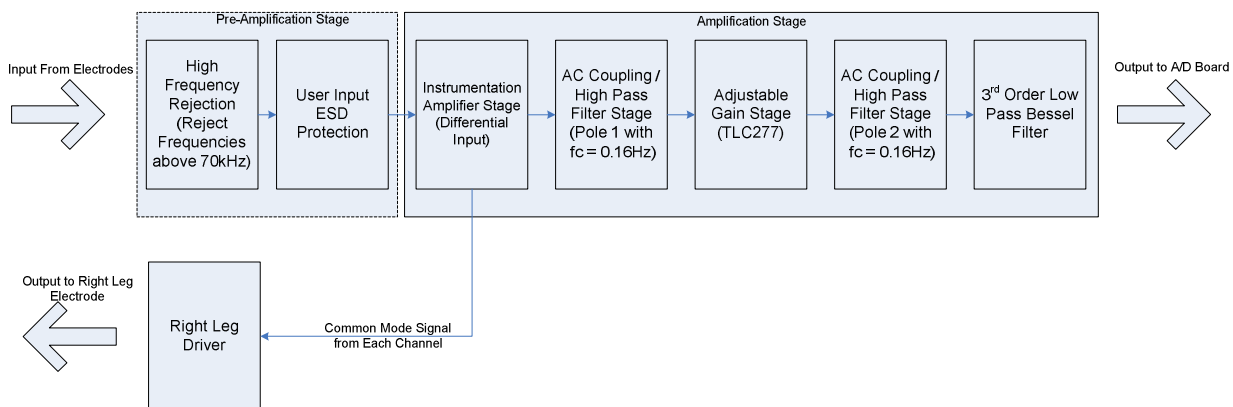 Pre-Amplification Stage
Amplification Stage
Input From Electrodes
High
Frequency
Rejection
(Reject
Frequencies
above 70kHz)
User Input
ESD
Protection
Instrumentation
Amplifier Stage
(Differential
Input)
AC Coupling /
High Pass
Filter Stage
(Pole 1 with
fc = 0.16Hz)
Adjustable
Gain Stage
(TLC277)
AC Coupling /
High Pass
Filter Stage
(Pole 2 with
fc = 0.16Hz)
3rd Order Low
Pass Bessel
Filter
Output to A/D Board
Output to Right Leg
Electrode
Right Leg
Driver
Common Mode Signal
from Each Channel